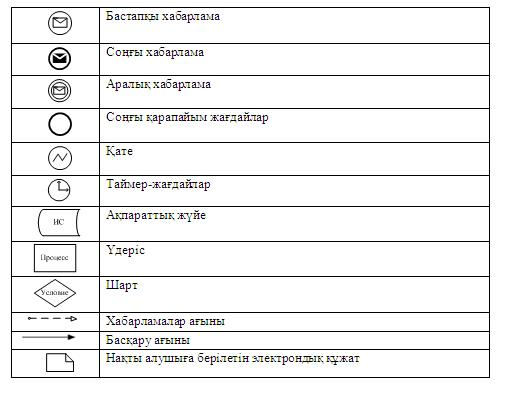 Бастапқы хабарлама
Соңғы хабарлама
Аралық хабарлама
Соңғы қарапайым жағдайлар
Қате
Таймер-жағдайлар
ИС
Ақпараттық жүйе
Процесс
Үдеріс
Условие
Шарт
Хабарламалар ағыны
Басқару ағыны
Нақты алушыға берілетін электрондық құжат